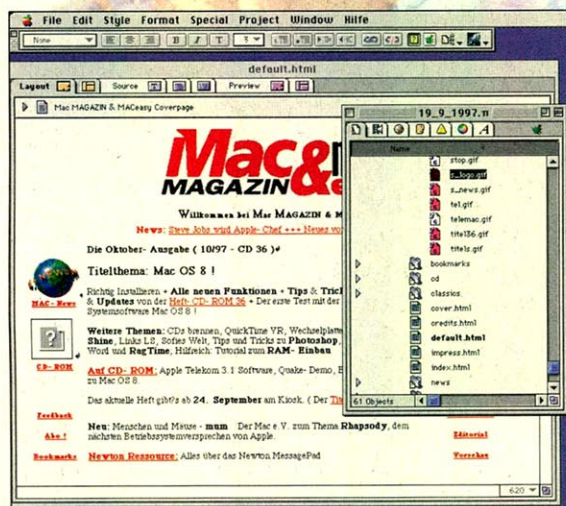 File Edit Style Format Special Project Window Hilfe
None
B I T 3
default.html
Layout Source Preview
Mac MAGAZIN & MACeasy Coverpage
19_9_1997.π
Name
stop.gif
s_logo.gif
s_news.gif
tel.gif
telemac.gif
titel36.gif
titels.gif
bookmarks
cd
classics
cover.html
credits.html
default.html
impress.html
index.html
news
61 Objects
Mac&
MAGAZIN
Willkommen bei Mac MAGAZIN & M
News: Steve Jobs wird Apple- Chef +++ Neues vo
Die Oktober- Ausgabe ( 10/97 - CD 36 )
Titelthema: Mac OS 8 !
MAC - News
Richtig Installieren + Alle neuen Funktionen + Tips & Trick
& Updates von der Heft- CD- ROM 36 + Der erste Test mit der
Systemsoftware Mac OS 8 !
CD- ROM
Weitere Themen: CDs brennen, QuickTime VR, Wechselplatte
Shine, Links LS, Sofies Welt, Tips und Tricks zu Photoshop,
Word und RagTime, Hilfreich: Tutorial zum RAM- Einbau
Auf CD- ROM: Apple Telekom 3.1 Software, Quake- Demo, E
zu Mac OS 8.
Das aktuelle Heft gibt?s ab 24. September am Kiosk. ( Der
Feedback
Abo !
Neu: Menschen und Mäuse - mum Der Mac e.V. zum Thema Rhapsody, dem
nächsten Betriebssystemversprechen von Apple.
Editorial
Bookmarks
Newton Ressource: Alles über das Newton MessagePad
Vorschau
620